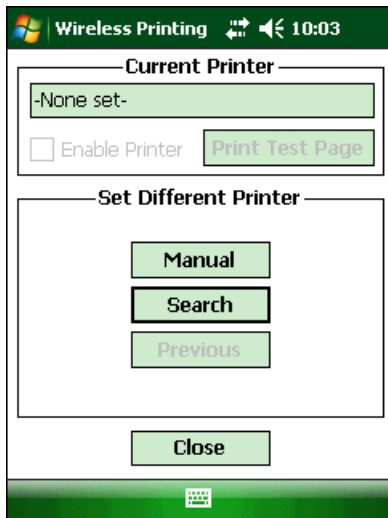 Wireless Printing 10:03
Current Printer
-None set-
Enable Printer Print Test Page
Set Different Printer
Manual
Search
Previous
Close